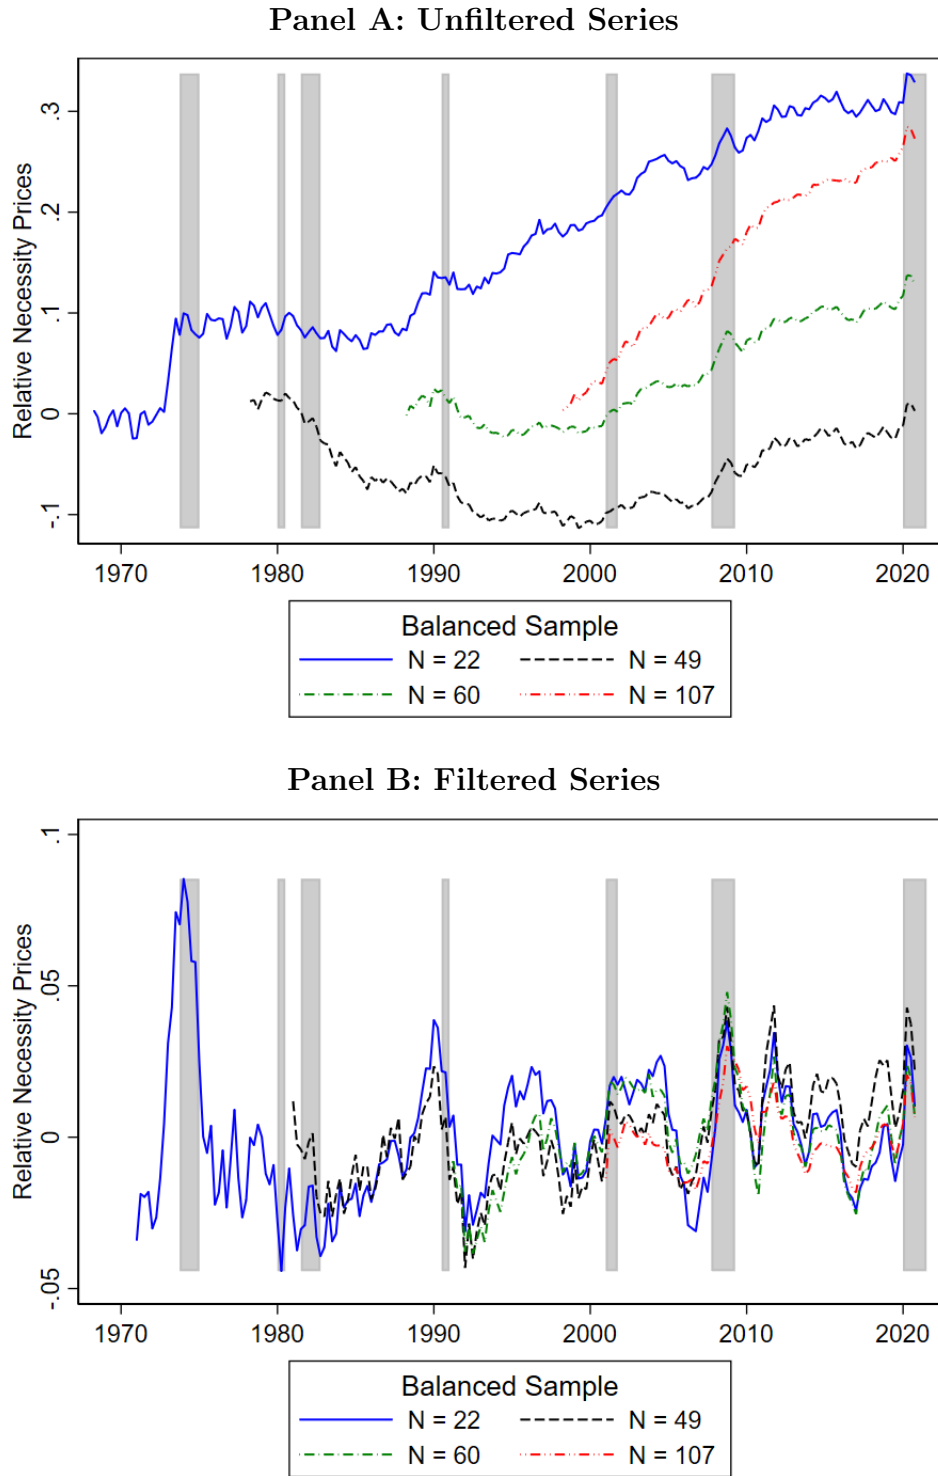 Panel A: Unfiltered Series
Relative Necessity Prices
.3
.2
.1
0
-.1
1970 1980 1990 2000 2010 2020
Balanced Sample
N = 22 N = 49
N = 60 N = 107
Panel B: Filtered Series
Relative Necessity Prices
.1
.05
0
-.05
1970 1980 1990 2000 2010 2020
Balanced Sample
N = 22 N = 49
N = 60 N = 107